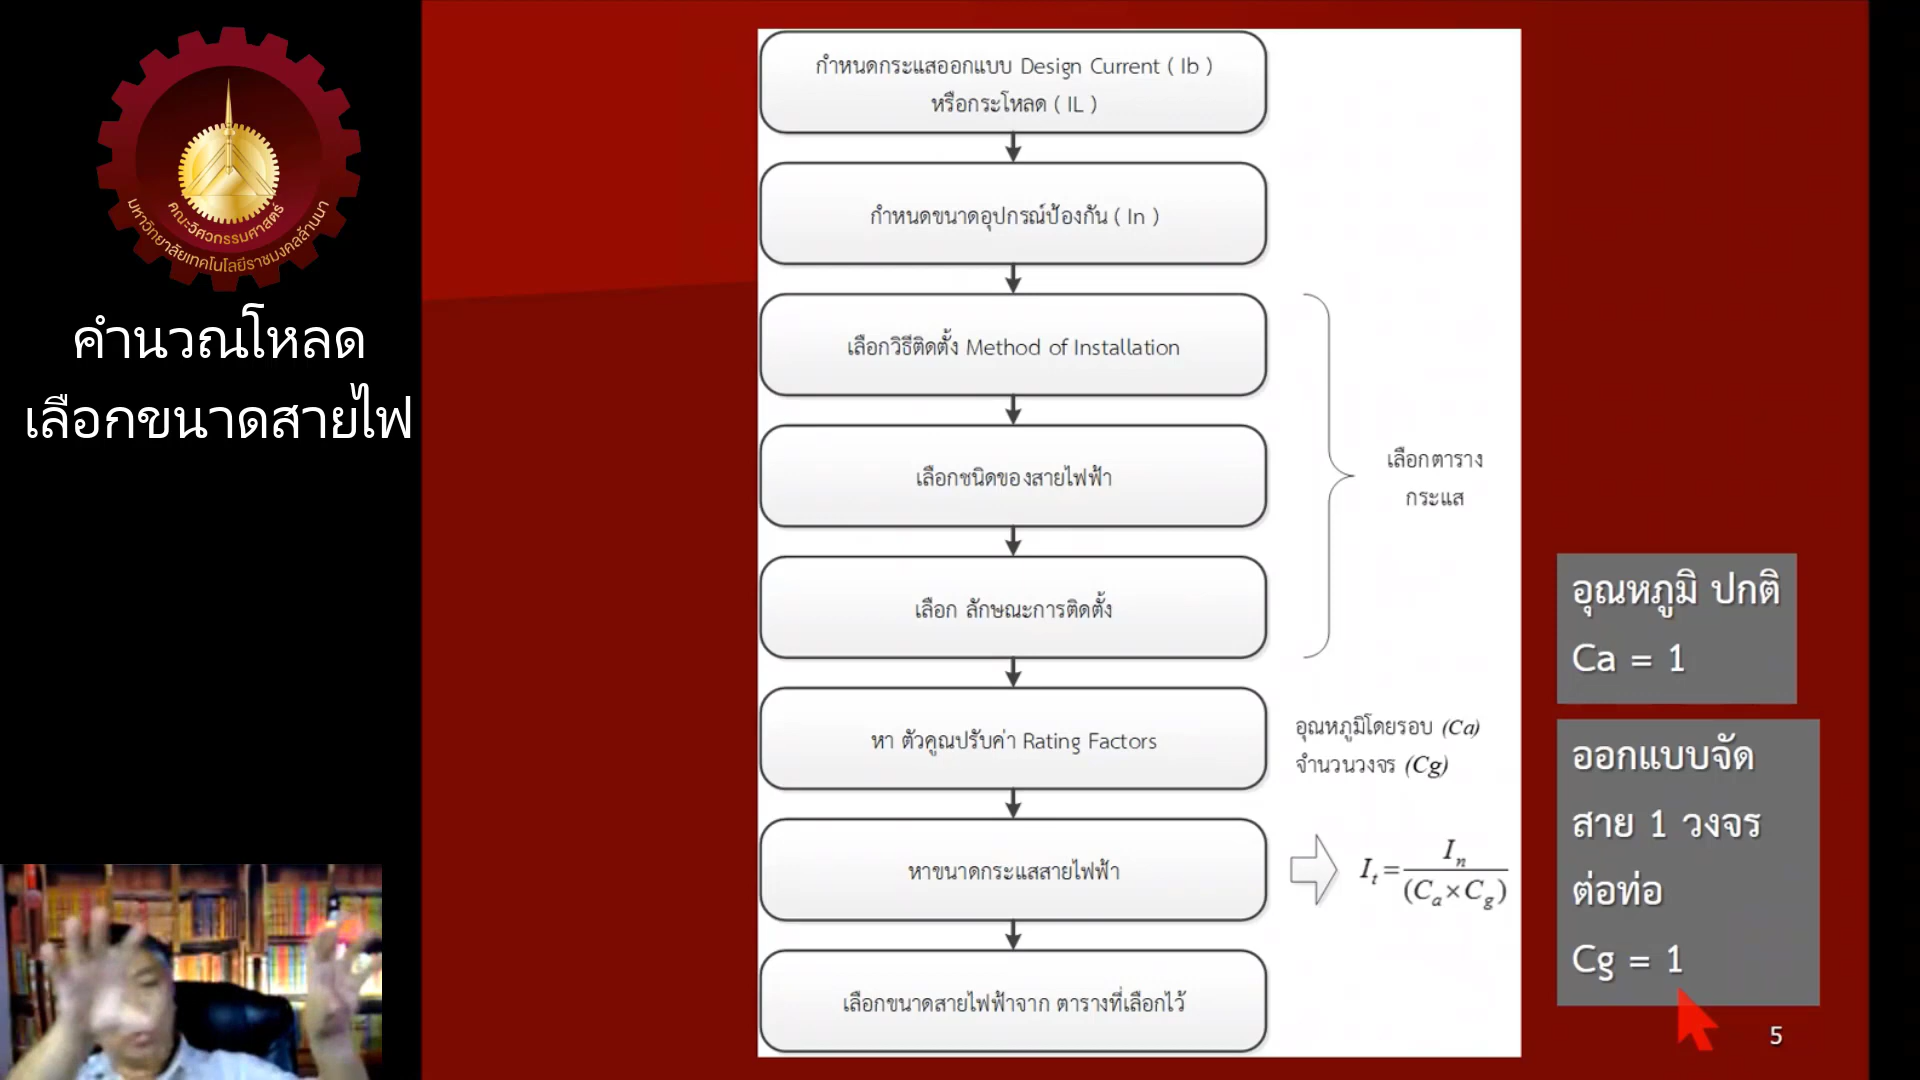 คณะวิศวกรรมศาสตร์
มหาวิทยาลัยเทคโนโลยีราชมงคลล้านนา
คำนวณโหลด
เลือกขนาดสายไฟ
กำหนดกระแสออกแบบ Design Current ( Ib )
หรือกระโหลด ( IL )
กำหนดขนาดอุปกรณ์ป้องกัน ( In )
เลือกวิธีติดตั้ง Method of Installation
เลือกชนิดของสายไฟฟ้า
เลือก ลักษณะการติดตั้ง
เลือกตาราง
กระแส
หา ตัวคูณปรับค่า Rating Factors
อุณหภูมิโดยรอบ (Ca)
จำนวนวงจร (Cg)
หาขนาดกระแสสายไฟฟ้า
I_t = I_n / (C_a × C_g)
เลือกขนาดสายไฟฟ้าจาก ตารางที่เลือกไว้
อุณหภูมิ ปกติ
Ca = 1
ออกแบบจัด
สาย 1 วงจร
ต่อท่อ
Cg = 1
5